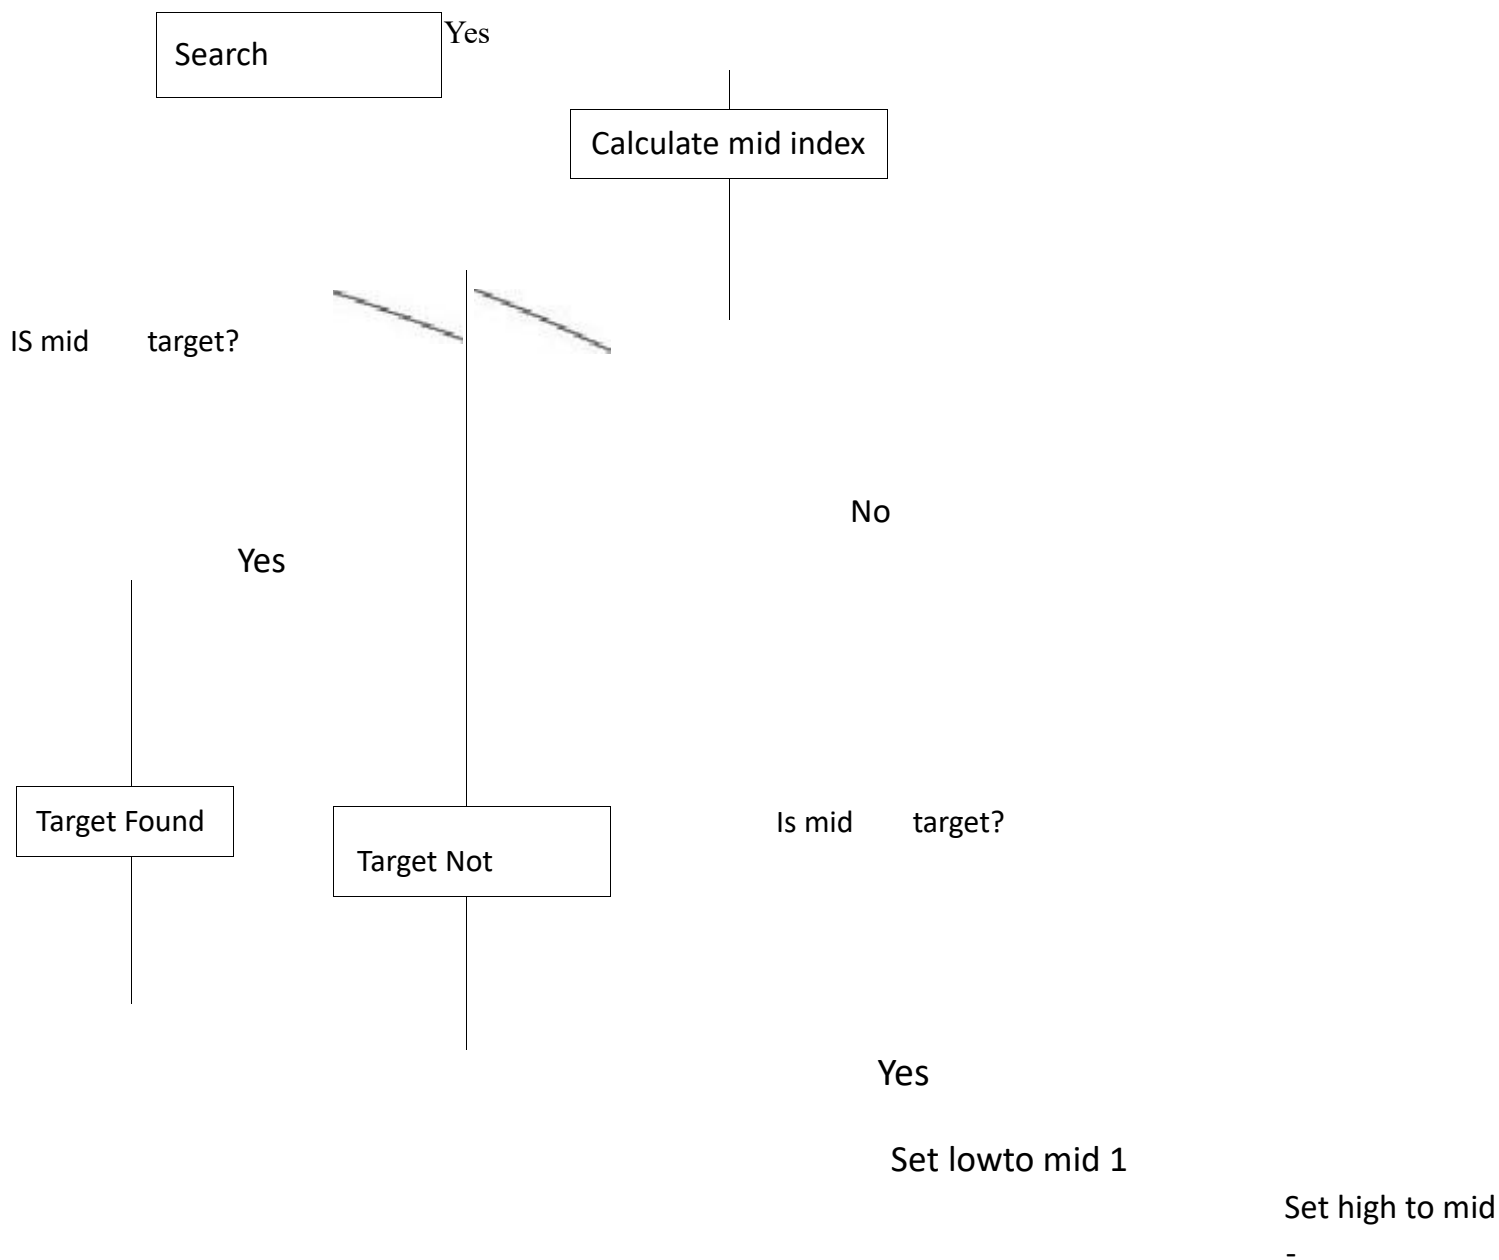 Search
Yes
Calculate mid index
IS mid target?
No
Yes
Target Found
Target Not
Is mid target?
Yes
Set lowto mid 1
Set high to mid
-